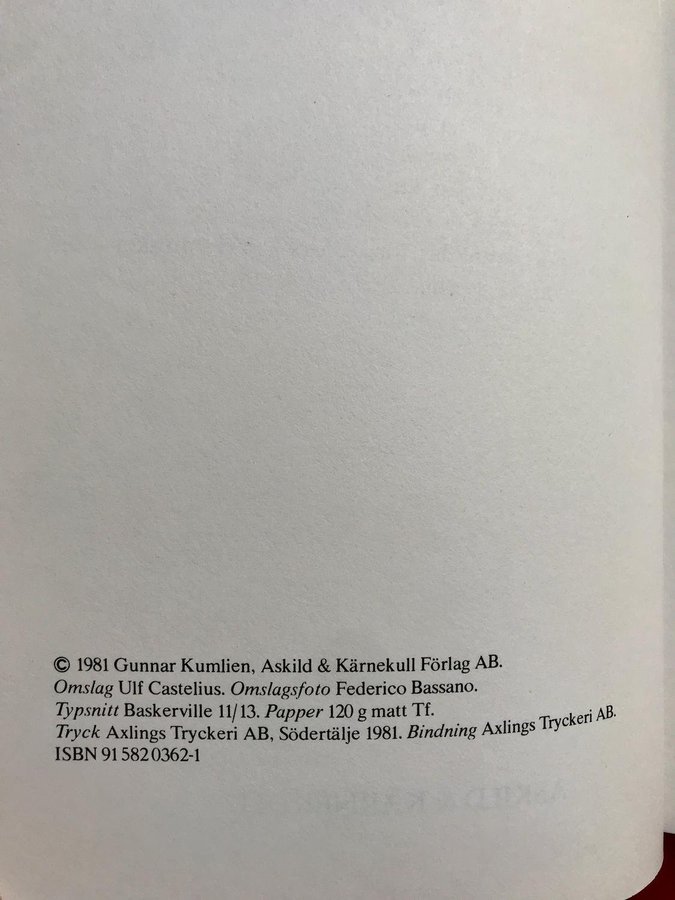 © 1981 Gunnar Kumlien, Askild & Kärnekull Förlag AB.
Omslag Ulf Castelius. Omslagsfoto Federico Bassano.
Typsnitt Baskerville 11/13. Papper 120 g matt Tf.
Tryck Axlings Tryckeri AB, Södertälje 1981. Bindning Axlings Tryckeri AB.
ISBN 91 582 0362-1